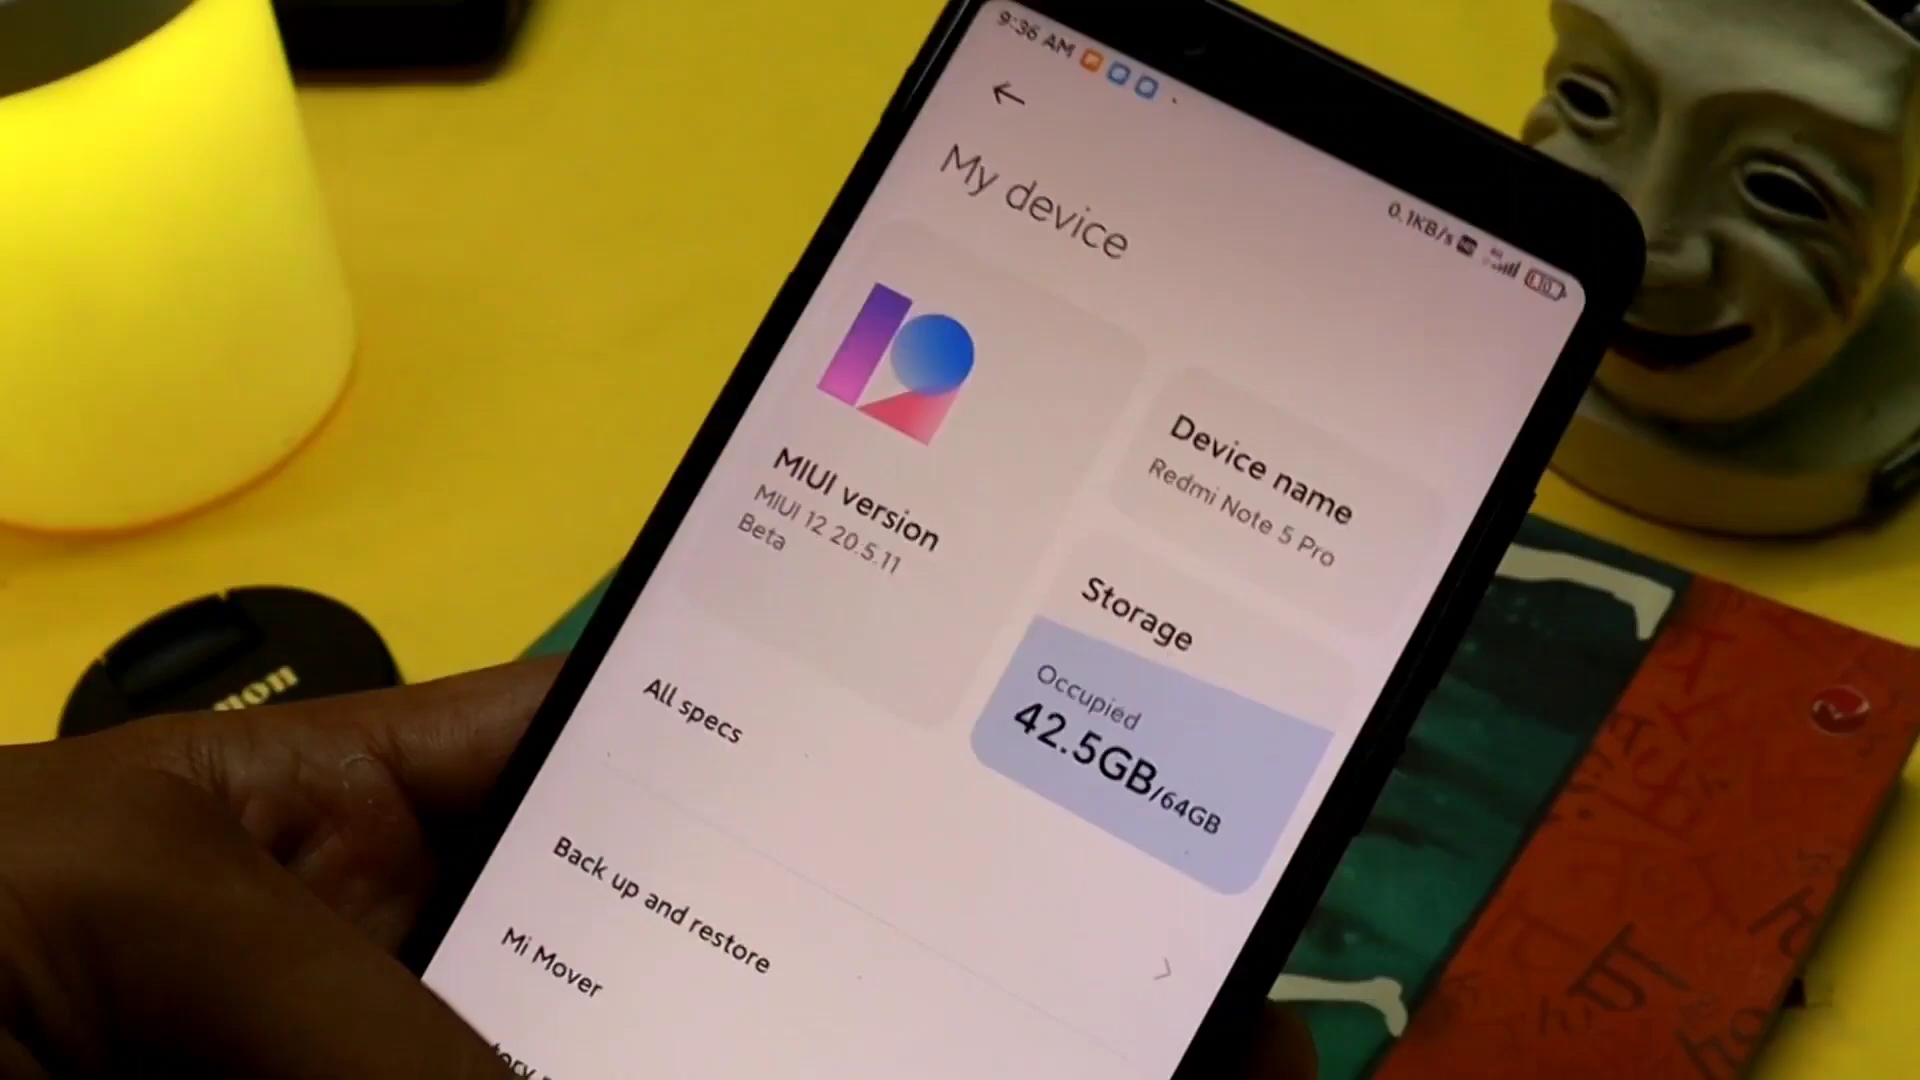 9:36 AM
0.1KB/s
My device
MIUI version
MIUI 12 20.5.11
Beta
Device name
Redmi Note 5 Pro
Storage
Occupied
42.5GB/64GB
All specs
Back up and restore
Mi Mover
non